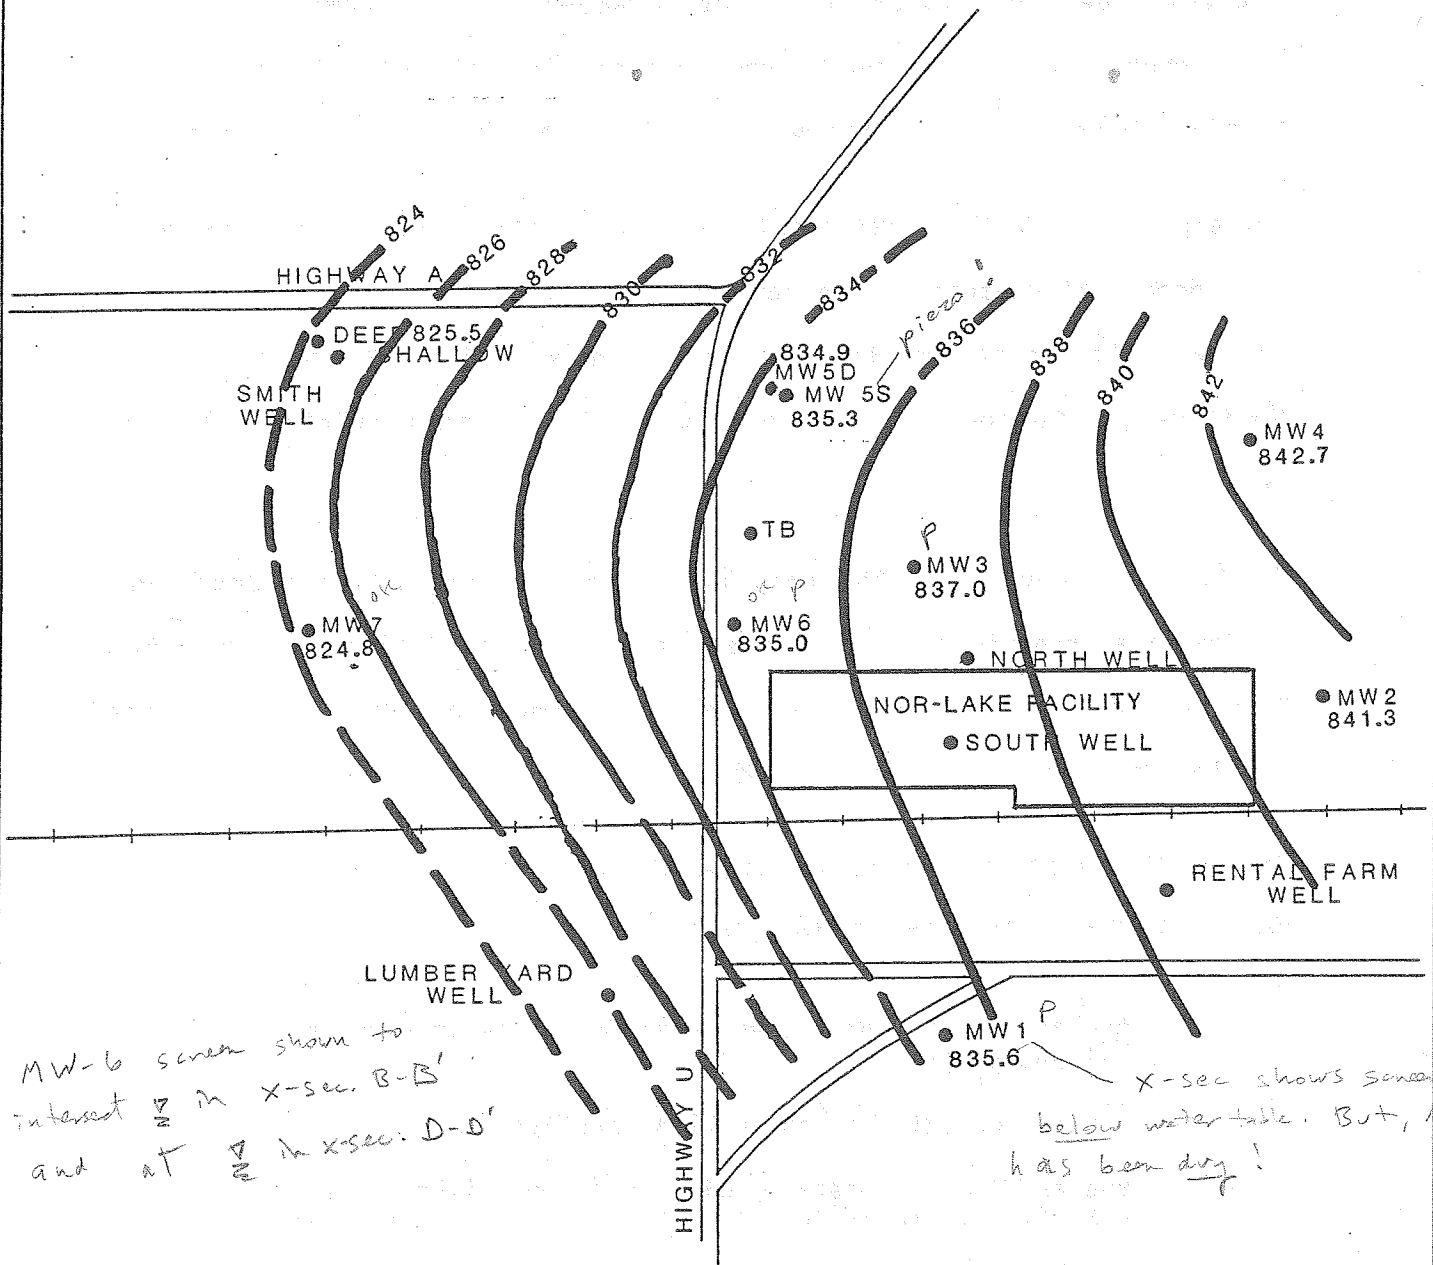 824
826
828
HIGHWAY A
830
832
834
836
838
840
842
piezo!
DEEP 825.5
SHALLOW
SMITH
WELL
834.9
MW5D
MW 5S
835.3
MW4
842.7
TB
P
MW3
837.0
ok
MW7
824.8
ok P
MW6
835.0
NORTH WELL
NOR-LAKE FACILITY
SOUTH WELL
MW2
841.3
RENTAL FARM
WELL
LUMBER YARD
WELL
P
MW1
835.6
HIGHWAY U
MW-6 screen shown to
intersect ∇ in x-sec. B-B'
and at ∇ in x-sec. D-D'
x-sec shows screen
below water table. But,
has been dry!